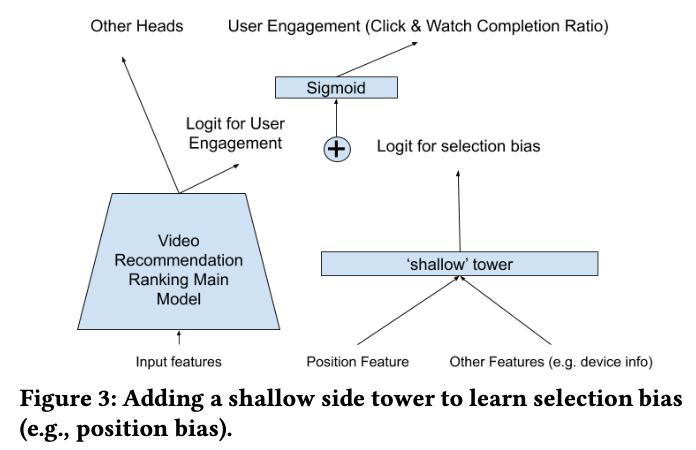 Other Heads
User Engagement (Click & Watch Completion Ratio)
Sigmoid
Logit for User
Engagement
+
Logit for selection bias
Video
Recommendation
Ranking Main
Model
‘shallow’ tower
Input features
Position Feature
Other Features (e.g. device info)
Figure 3: Adding a shallow side tower to learn selection bias
(e.g., position bias).